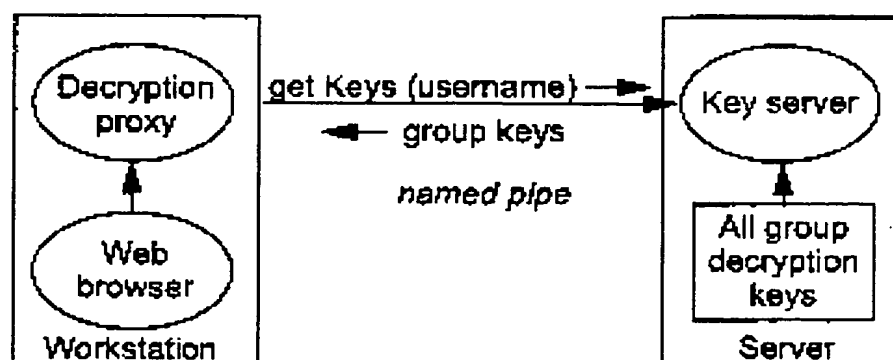 Decryption
proxy
get Keys (username)
group keys
named pipe
Key server
Web
browser
All group
decryption
keys
Workstation
Server